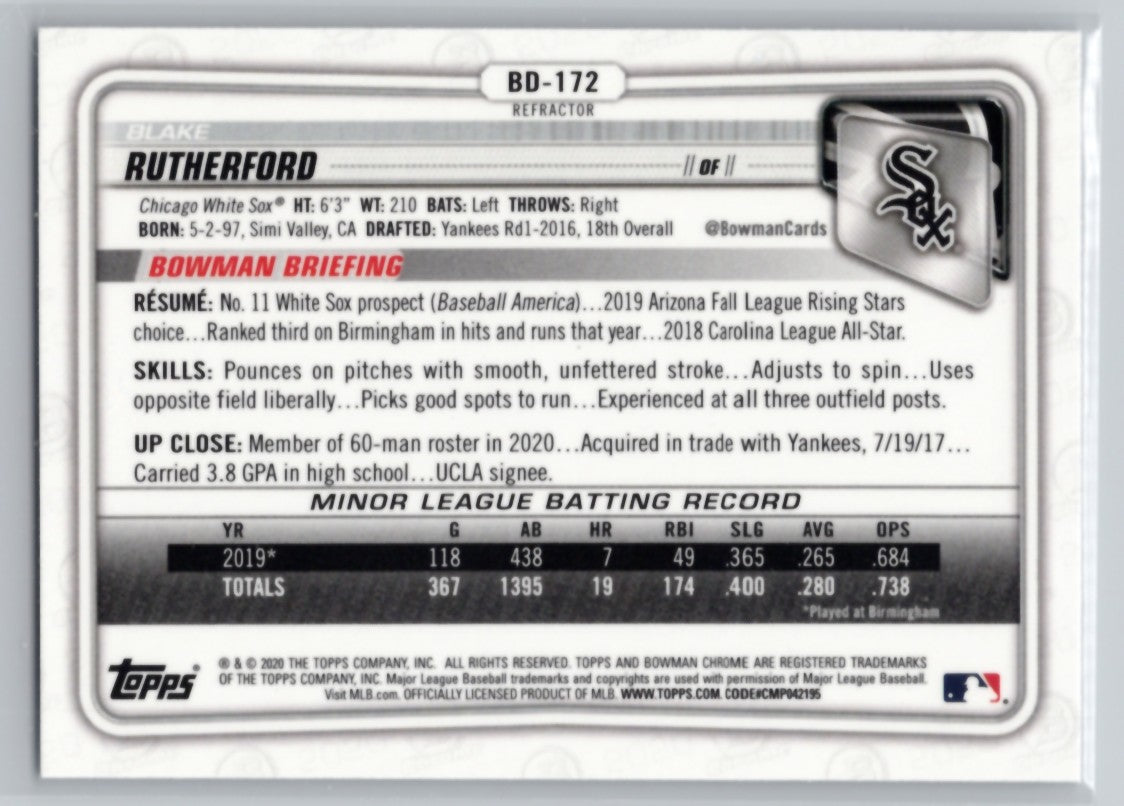 BD-172
REFRACTOR
BLAKE
RUTHERFORD // OF //
Sox
Chicago White Sox® HT: 6'3" WT: 210 BATS: Left THROWS: Right
BORN: 5-2-97, Simi Valley, CA DRAFTED: Yankees Rd1-2016, 18th Overall @BowmanCards
BOWMAN BRIEFING
RÉSUMÉ: No. 11 White Sox prospect (Baseball America)...2019 Arizona Fall League Rising Stars
choice...Ranked third on Birmingham in hits and runs that year...2018 Carolina League All-Star.
SKILLS: Pounces on pitches with smooth, unfettered stroke...Adjusts to spin...Uses
opposite field liberally...Picks good spots to run...Experienced at all three outfield posts.
UP CLOSE: Member of 60-man roster in 2020...Acquired in trade with Yankees, 7/19/17...
Carried 3.8 GPA in high school...UCLA signee.
MINOR LEAGUE BATTING RECORD
YR G AB HR RBI SLG AVG OPS
2019* 118 438 7 49 .365 .265 .684
TOTALS 367 1395 19 174 .400 .280 .738
*Played at Birmingham
Topps®
® & © 2020 THE TOPPS COMPANY, INC. ALL RIGHTS RESERVED. TOPPS AND BOWMAN CHROME ARE REGISTERED TRADEMARKS
OF THE TOPPS COMPANY, INC. Major League Baseball trademarks and copyrights are used with permission of Major League Baseball.
Visit MLB.com. OFFICIALLY LICENSED PRODUCT OF MLB. WWW.TOPPS.COM. CODE#CMP042195